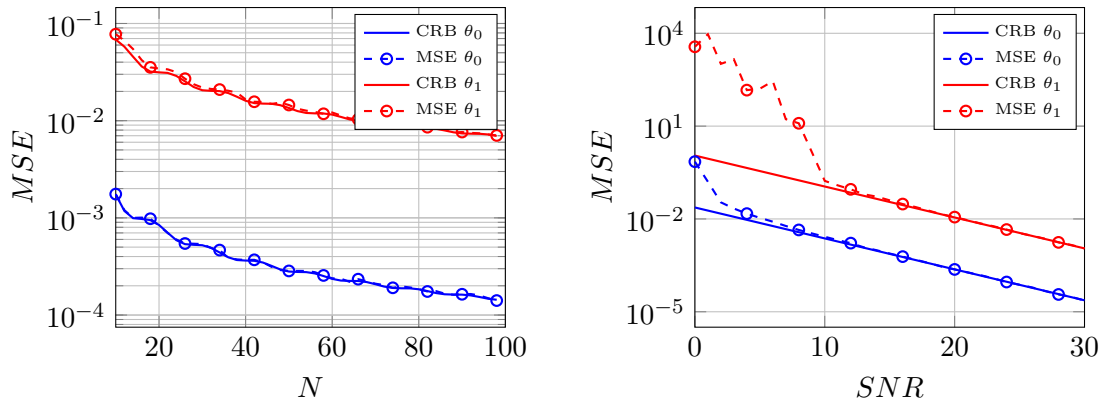 10^{-1}
10^{-2}
10^{-3}
10^{-4}
MSE
20 40 60 80 100
N
CRB θ_0
MSE θ_0
CRB θ_1
MSE θ_1
10^4
10^1
10^{-2}
10^{-5}
MSE
0 10 20 30
SNR
CRB θ_0
MSE θ_0
CRB θ_1
MSE θ_1